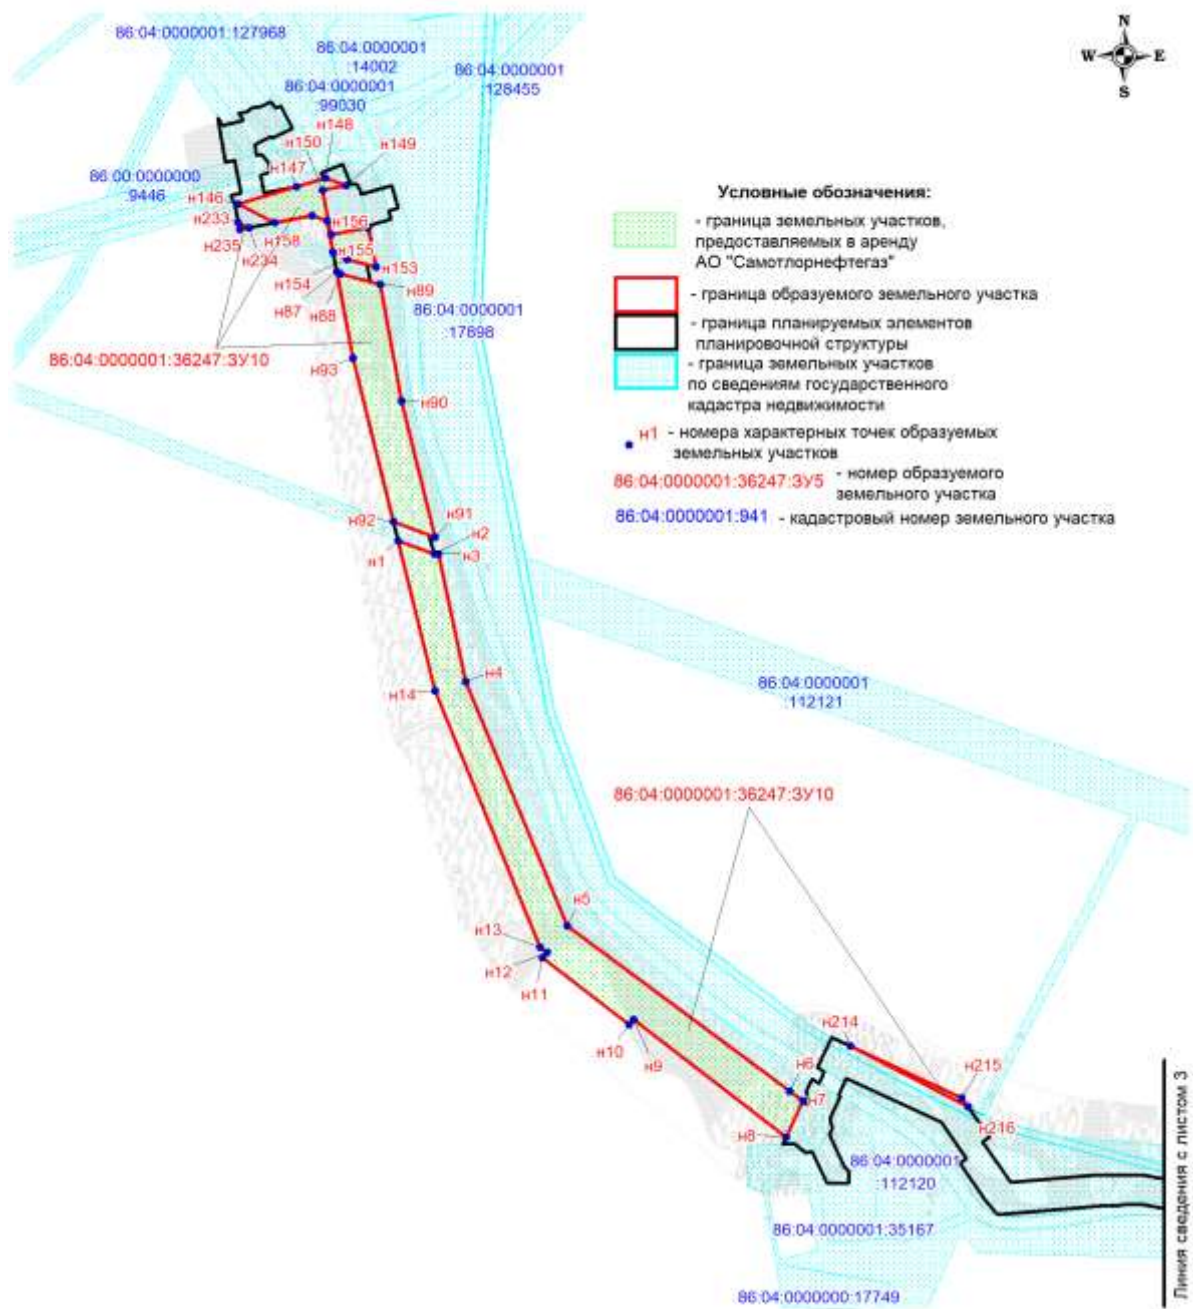 86:04:0000001:127968
86:04:0000001
:14002
86:04:0000001
:128455
86:04:0000001
:99030
N
W E
S
н148
н150
н149
н147
86:00:0000000
:9446
н146
н233
н156
н158
н235
н234
н155
н153
н154
н89
н87
н88
86:04:0000001
:17698
86:04:0000001:36247:ЗУ10
н93
н90
Условные обозначения:
- граница земельных участков,
предоставляемых в аренду
АО "Самотлорнефтегаз"
- граница образуемого земельного участка
- граница планируемых элементов
планировочной структуры
- граница земельных участков
по сведениям государственного
кадастра недвижимости
н1 - номера характерных точек образуемых
земельных участков
86:04:0000001:36247:ЗУ5 - номер образуемого
земельного участка
86:04:0000001:941 - кадастровый номер земельного участка
н92
н91
н2
н1
н3
н4
н14
86:04:0000001
:112121
86:04:0000001:36247:ЗУ10
н5
н13
н12
н11
н10
н9
н214
н215
н6
н7
н216
н8
86:04:0000001
:112120
86:04:0000001:35167
86:04:0000000:17749
Линия сведения с листом 3